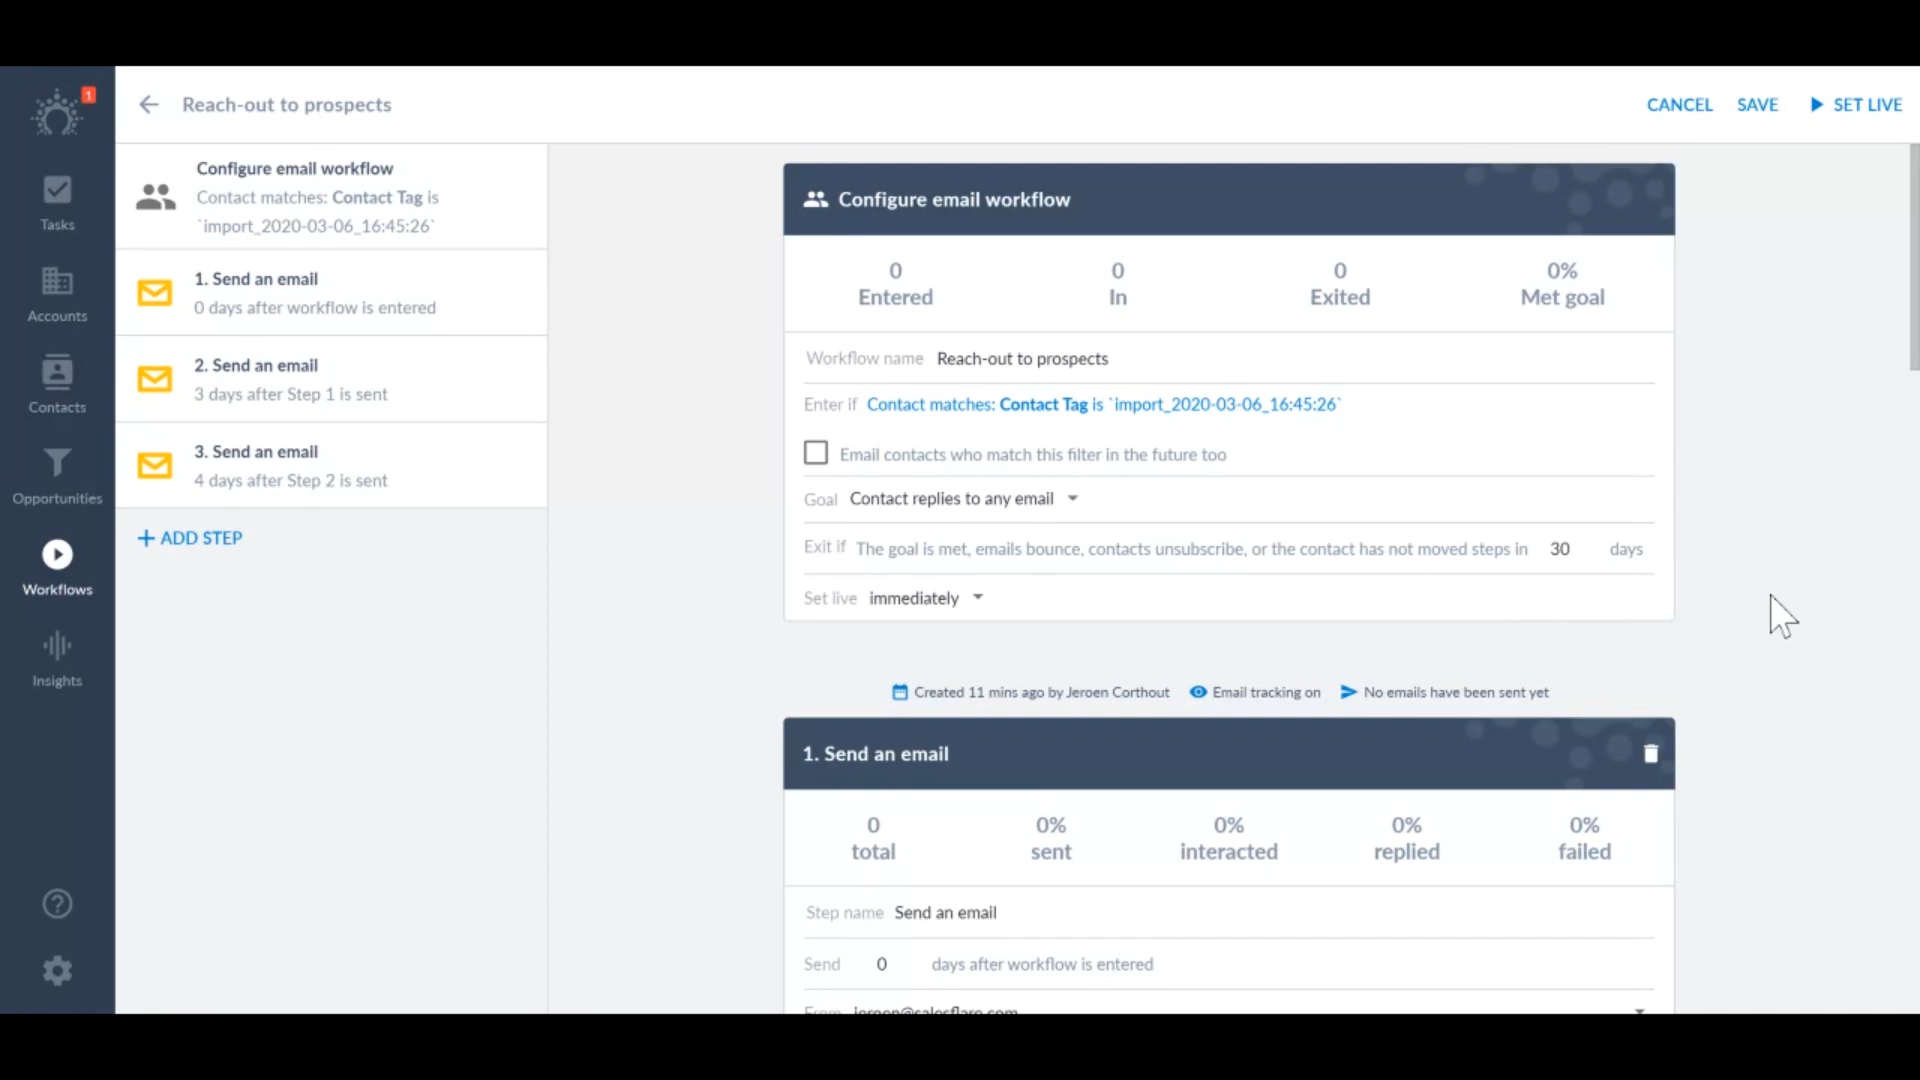 1
Reach-out to prospects
CANCEL SAVE SET LIVE
Tasks
Accounts
Contacts
Opportunities
Workflows
Insights
Configure email workflow
Contact matches: Contact Tag is
`import_2020-03-06_16:45:26`
1. Send an email
0 days after workflow is entered
2. Send an email
3 days after Step 1 is sent
3. Send an email
4 days after Step 2 is sent
+ ADD STEP
Configure email workflow
0 0 0 0%
Entered In Exited Met goal
Workflow name Reach-out to prospects
Enter if Contact matches: Contact Tag is `import_2020-03-06_16:45:26`
Email contacts who match this filter in the future too
Goal Contact replies to any email
Exit if The goal is met, emails bounce, contacts unsubscribe, or the contact has not moved steps in 30 days
Set live immediately
Created 11 mins ago by Jeroen Corthout Email tracking on No emails have been sent yet
1. Send an email
0 0% 0% 0% 0%
total sent interacted replied failed
Step name Send an email
Send 0 days after workflow is entered
From jeroen@salesflare.com